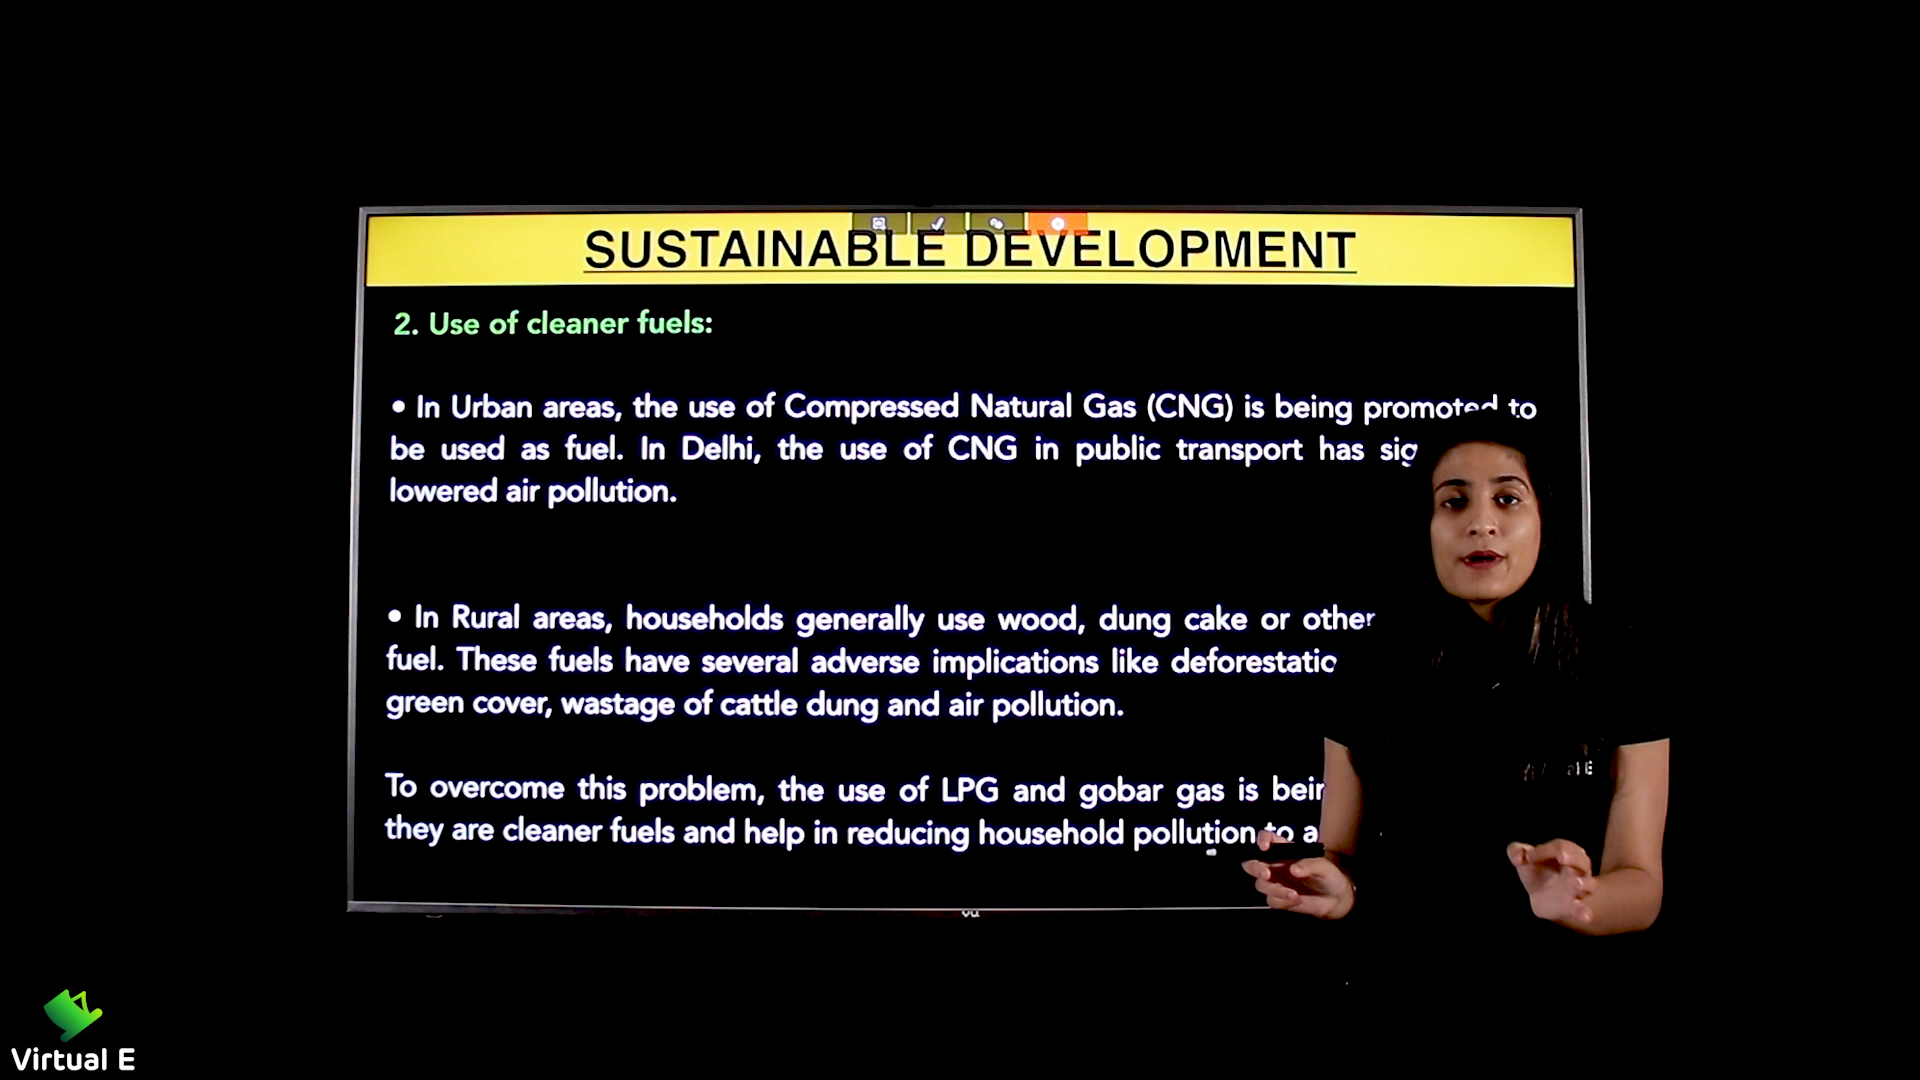 SUSTAINABLE DEVELOPMENT
2. Use of cleaner fuels:
• In Urban areas, the use of Compressed Natural Gas (CNG) is being promoted to
be used as fuel. In Delhi, the use of CNG in public transport has
lowered air pollution.
• In Rural areas, households generally use wood, dung cake or other
fuel. These fuels have several adverse implications like
green cover, wastage of cattle dung and air pollution.
To overcome this problem, the use of LPG and gobar gas is
they are cleaner fuels and help in reducing household pollution to
Virtual E